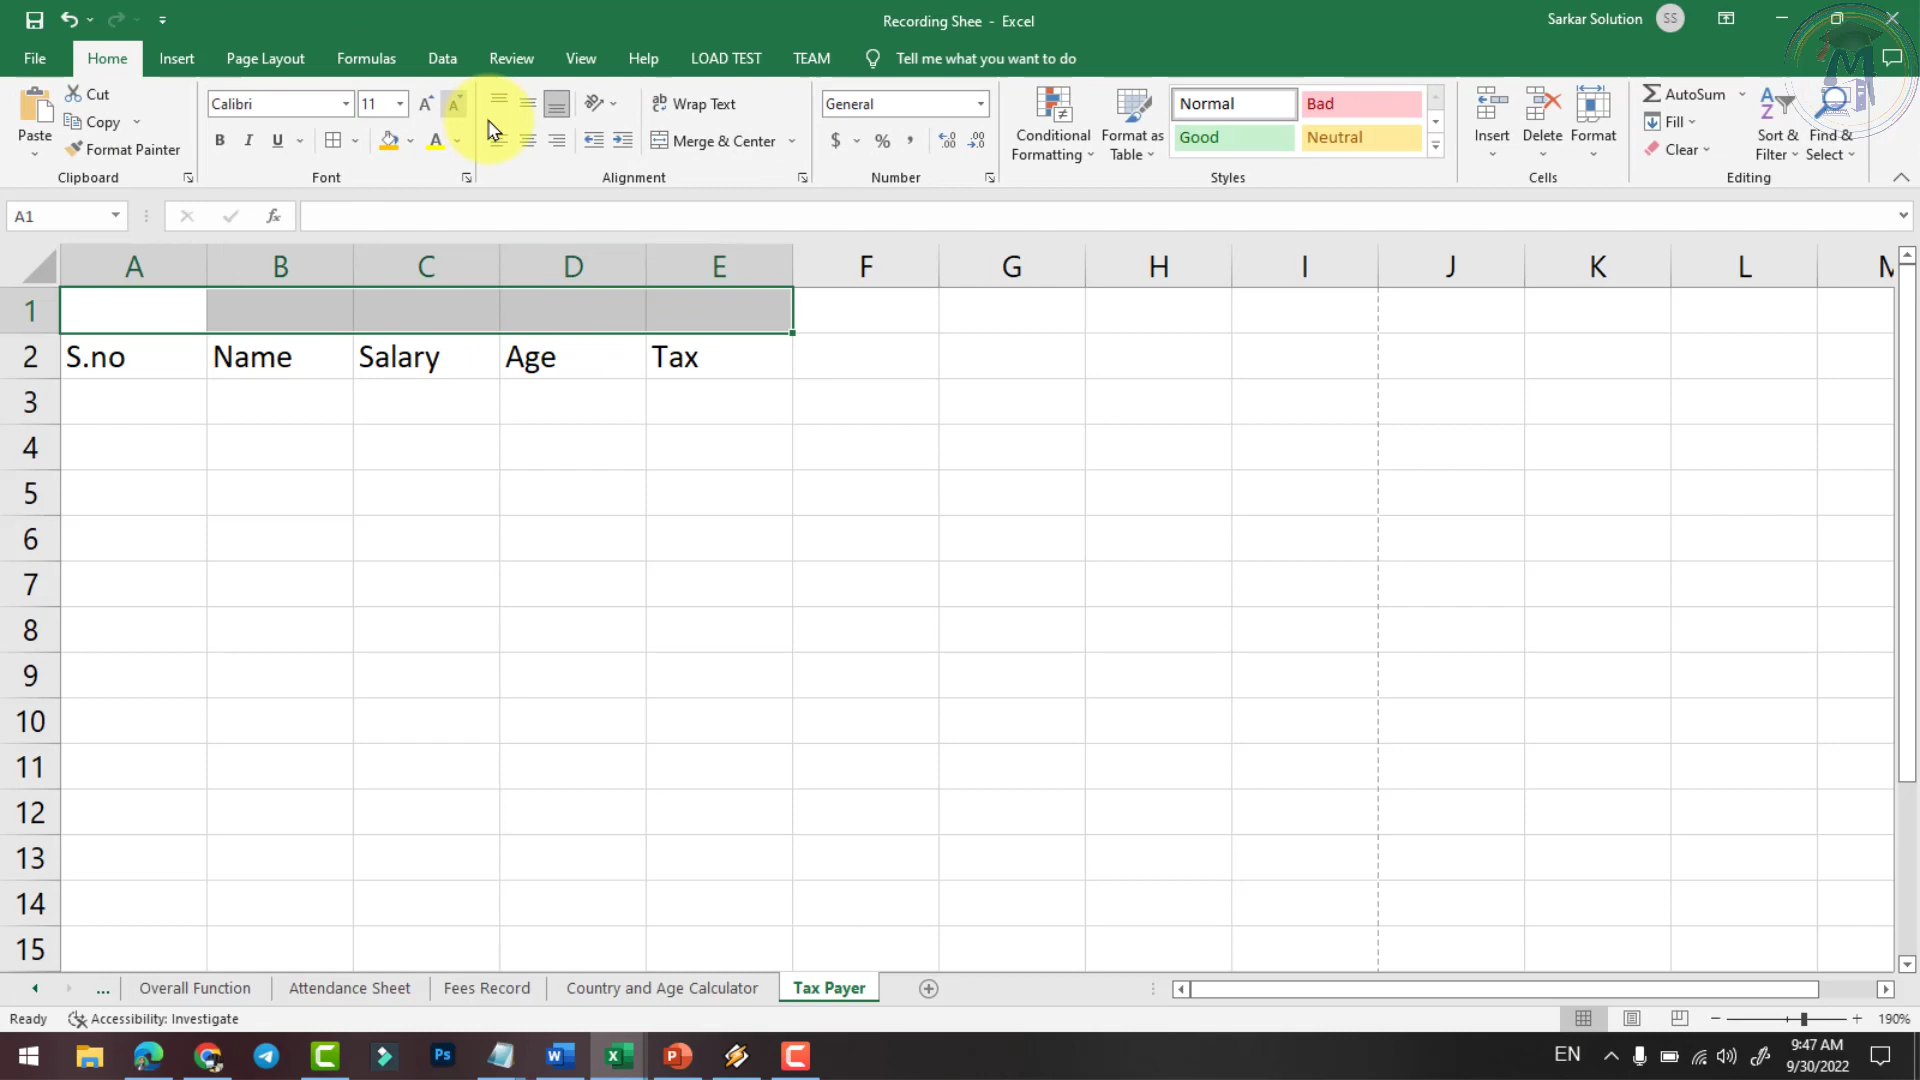 Recording Shee - Excel
Sarkar Solution SS
File Home Insert Page Layout Formulas Data Review View Help LOAD TEST TEAM Tell me what you want to do
Paste
Cut
Copy
Format Painter
Clipboard
Calibri 11
B I U
Font
Wrap Text
Merge & Center
Alignment
General
$ % ,
Number
Conditional Formatting
Format as Table
Normal Bad
Good Neutral
Styles
Insert Delete Format
Cells
AutoSum
Fill
Clear
Sort & Filter
Find & Select
Editing
A1 fx
A B C D E F G H I J K L M
1
2 S.no Name Salary Age Tax
3
4
5
6
7
8
9
10
11
12
13
14
15
... Overall Function Attendance Sheet Fees Record Country and Age Calculator Tax Payer
Ready Accessibility: Investigate 190%
EN 9:47 AM
9/30/2022